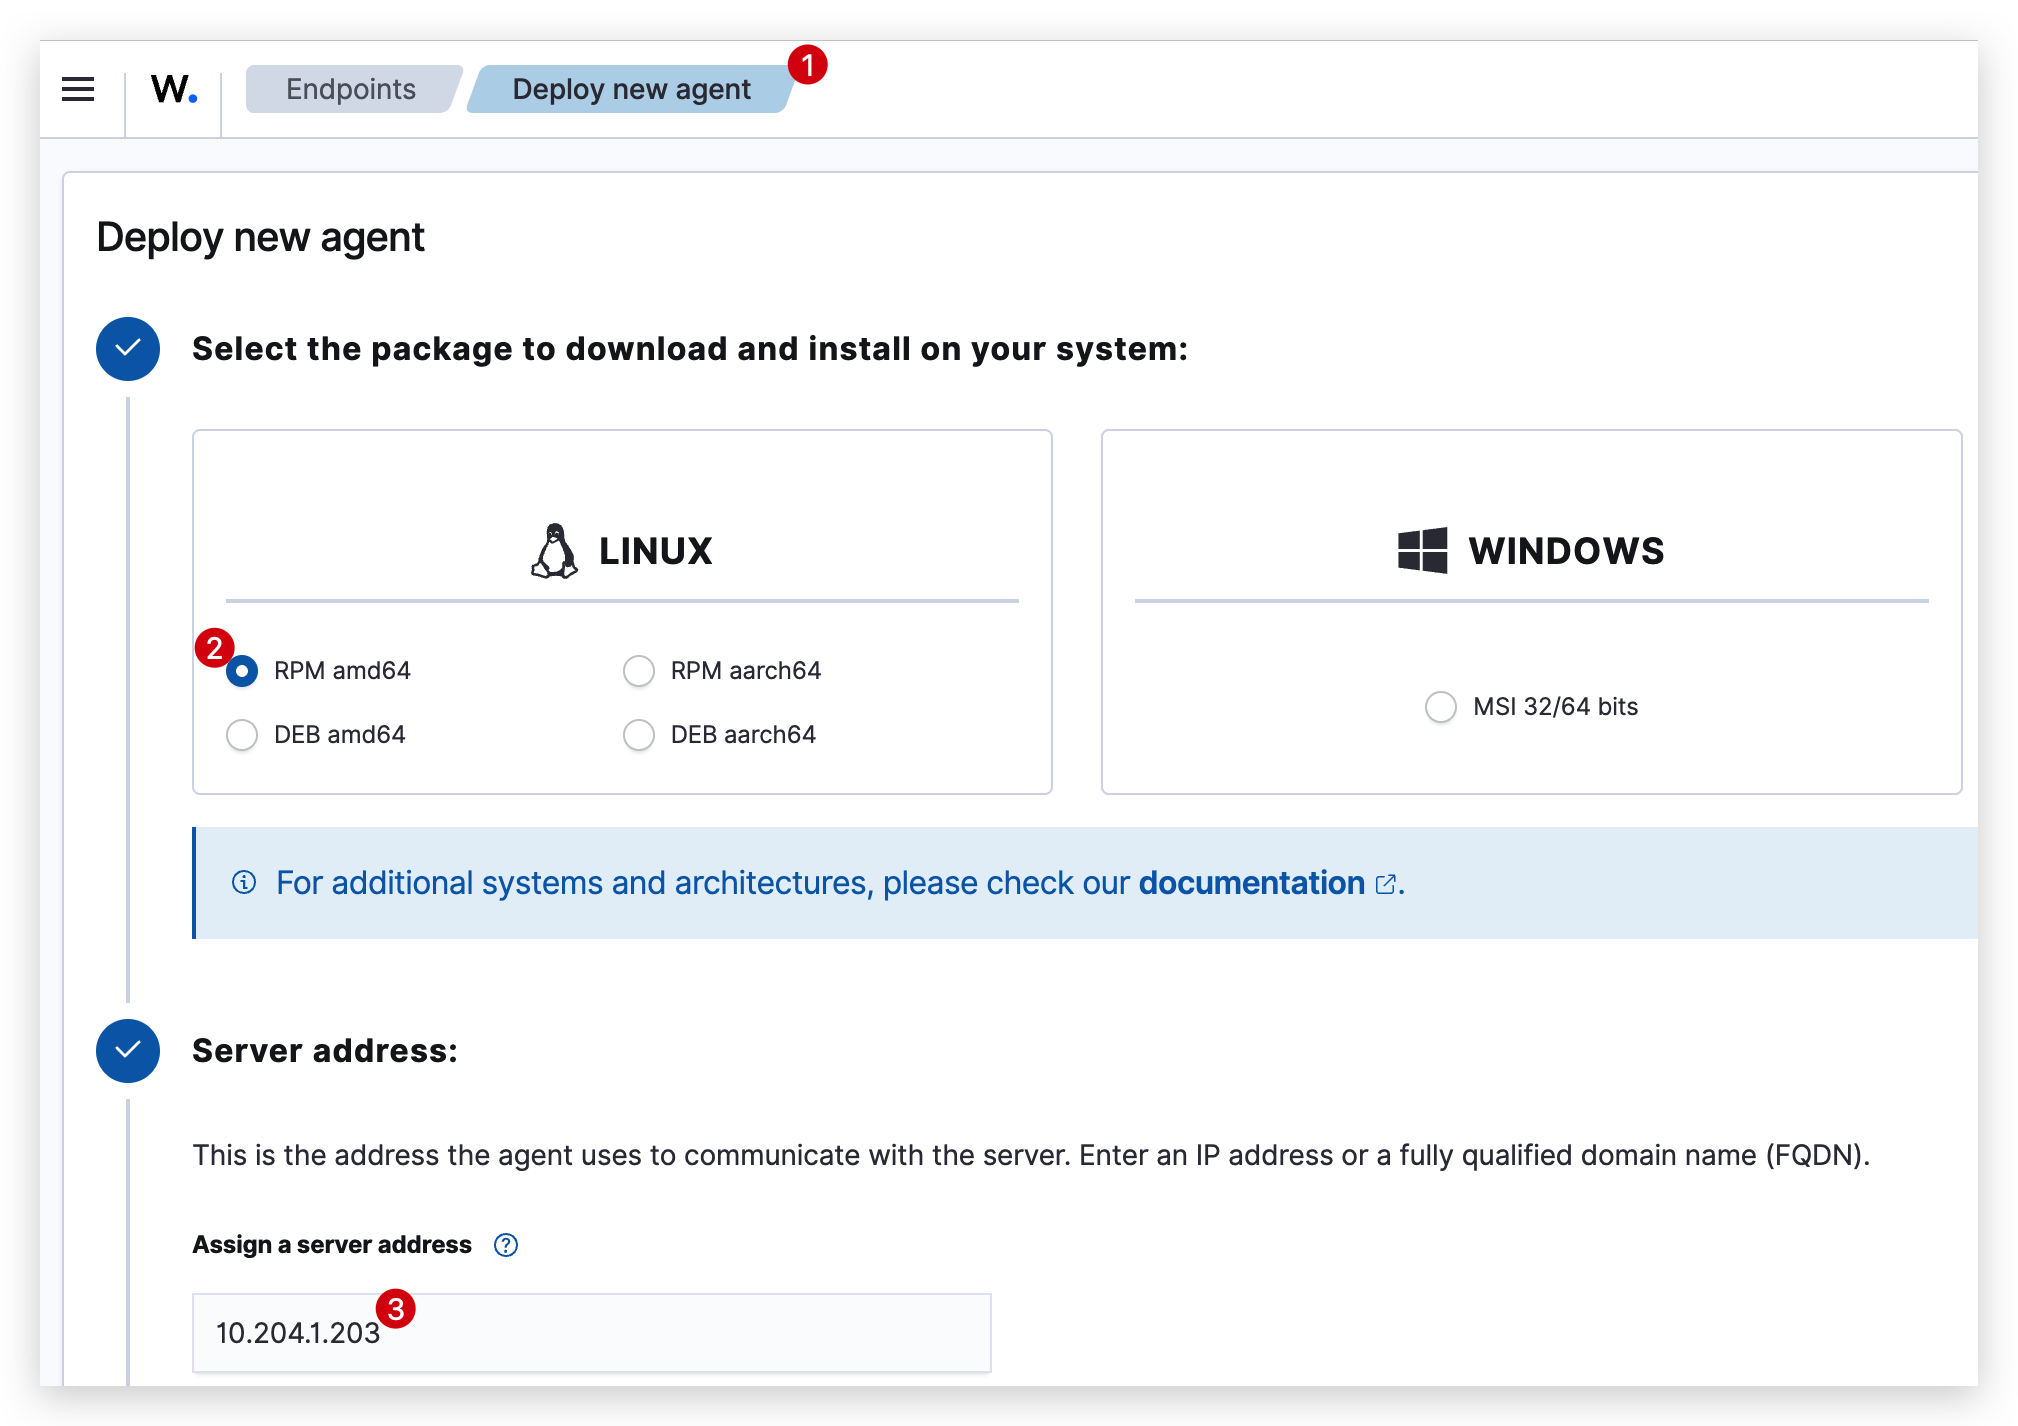 W.
Endpoints
Deploy new agent
1
Deploy new agent
Select the package to download and install on your system:
LINUX
2
RPM amd64
RPM aarch64
DEB amd64
DEB aarch64
WINDOWS
MSI 32/64 bits
For additional systems and architectures, please check our documentation.
Server address:
This is the address the agent uses to communicate with the server. Enter an IP address or a fully qualified domain name (FQDN).
Assign a server address ?
10.204.1.203
3